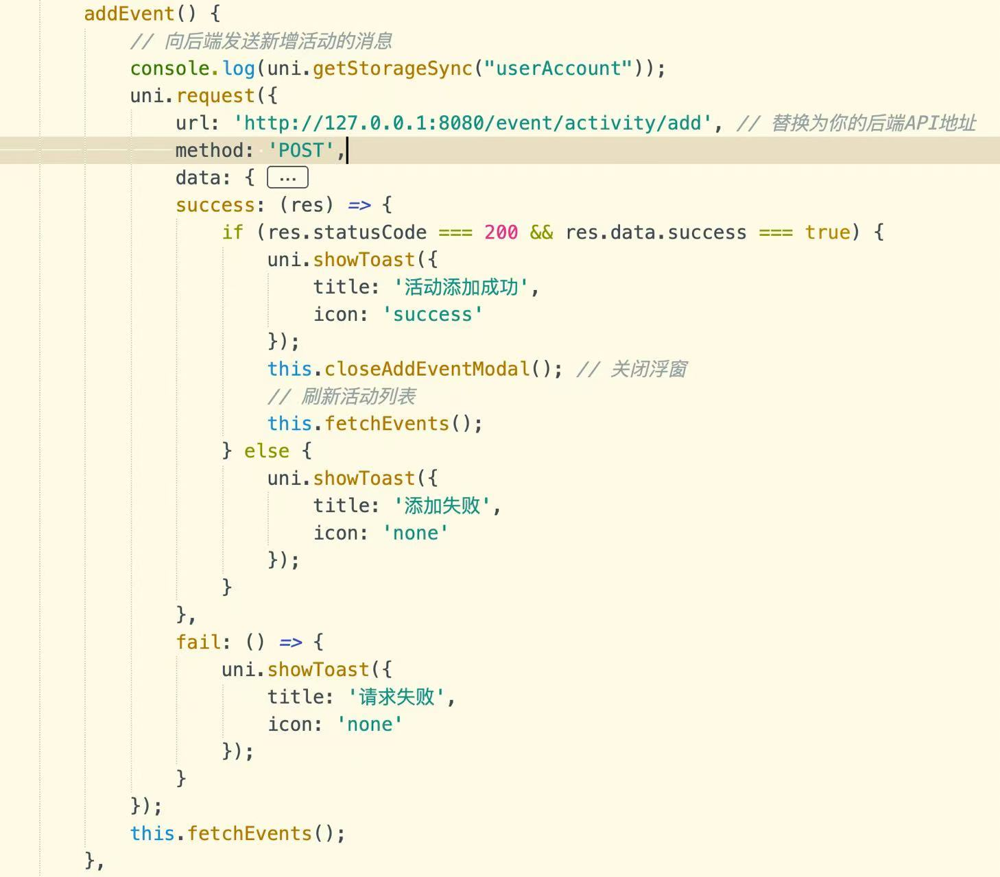 addEvent() {
// 向后端发送新增活动的消息
console.log(uni.getStorageSync("userAccount"));
uni.request({
url: 'http://127.0.0.1:8080/event/activity/add', // 替换为你的后端API地址
method: 'POST',
data: { ...
success: (res) => {
if (res.statusCode === 200 && res.data.success === true) {
uni.showToast({
title: '活动添加成功',
icon: 'success'
});
this.closeAddEventModal(); // 关闭浮窗
// 刷新活动列表
this.fetchEvents();
} else {
uni.showToast({
title: '添加失败',
icon: 'none'
});
}
},
fail: () => {
uni.showToast({
title: '请求失败',
icon: 'none'
});
}
});
this.fetchEvents();
},